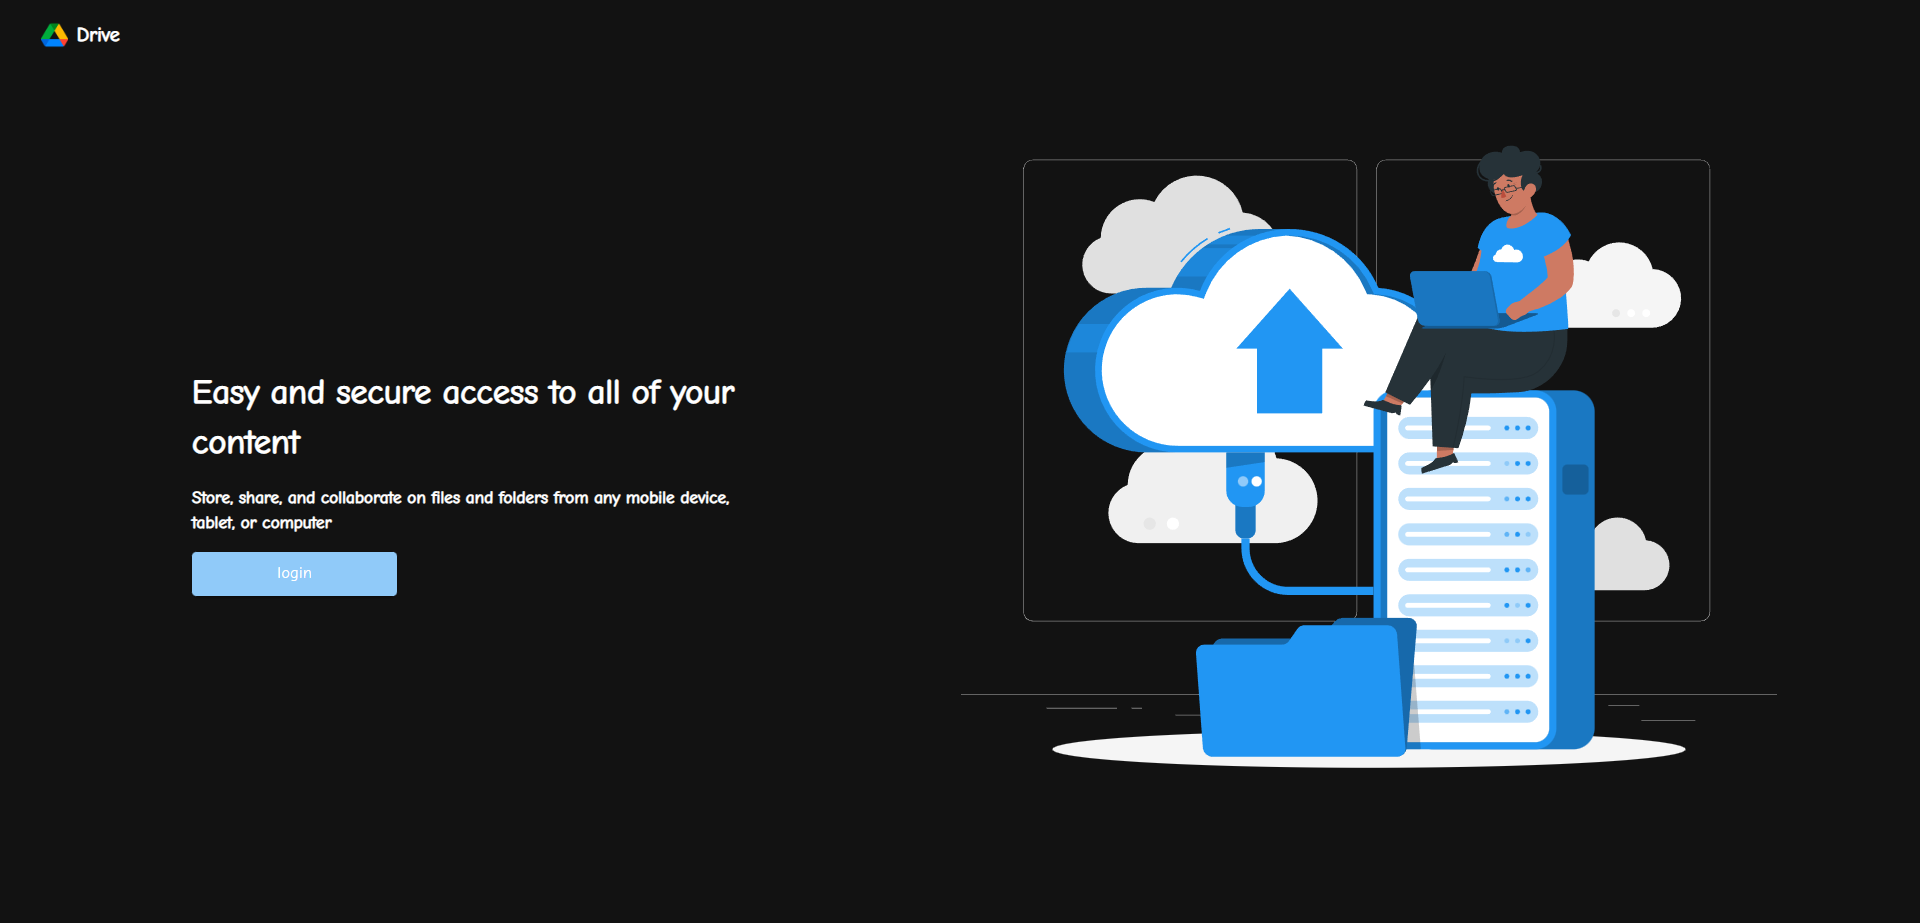 Drive
Easy and secure access to all of your
content
Store, share, and collaborate on files and folders from any mobile device,
tablet, or computer
login